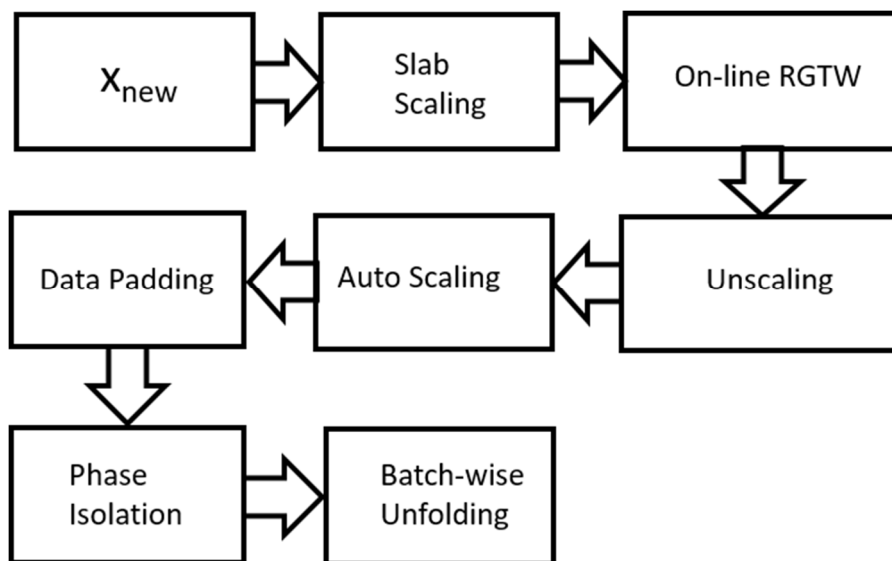 Xnew
Slab
Scaling
On-line RGTW
Unscaling
Auto Scaling
Data Padding
Phase
Isolation
Batch-wise
Unfolding